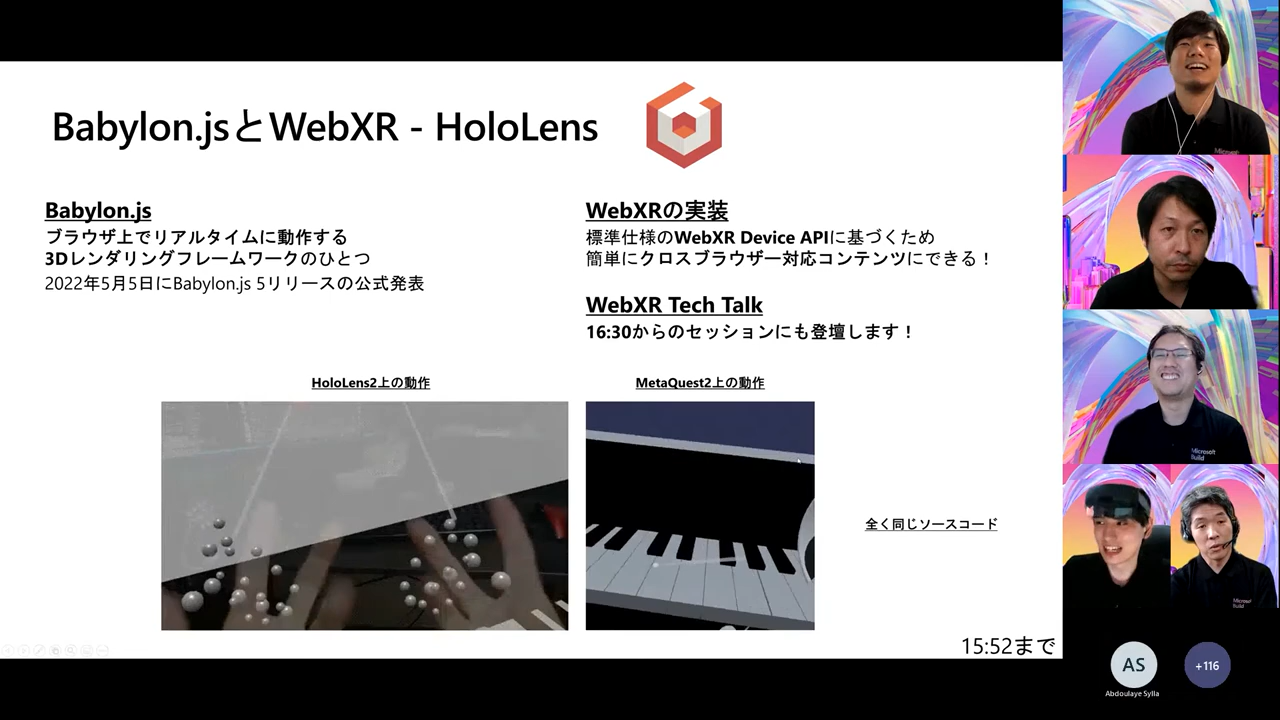 Babylon.jsとWebXR - HoloLens
Babylon.js
ブラウザ上でリアルタイムに動作する
3Dレンダリングフレームワークのひとつ
2022年5月5日にBabylon.js 5リリースの公式発表
WebXRの実装
標準仕様のWebXR Device APIに基づくため
簡単にクロスブラウザー対応コンテンツにできる！
WebXR Tech Talk
16:30からのセッションにも登壇します！
HoloLens2上の動作
MetaQuest2上の動作
全く同じソースコード
15:52まで
Microsoft
Microsoft
Build
Microsoft
Build
AS
Abdoulaye Sylla
+116